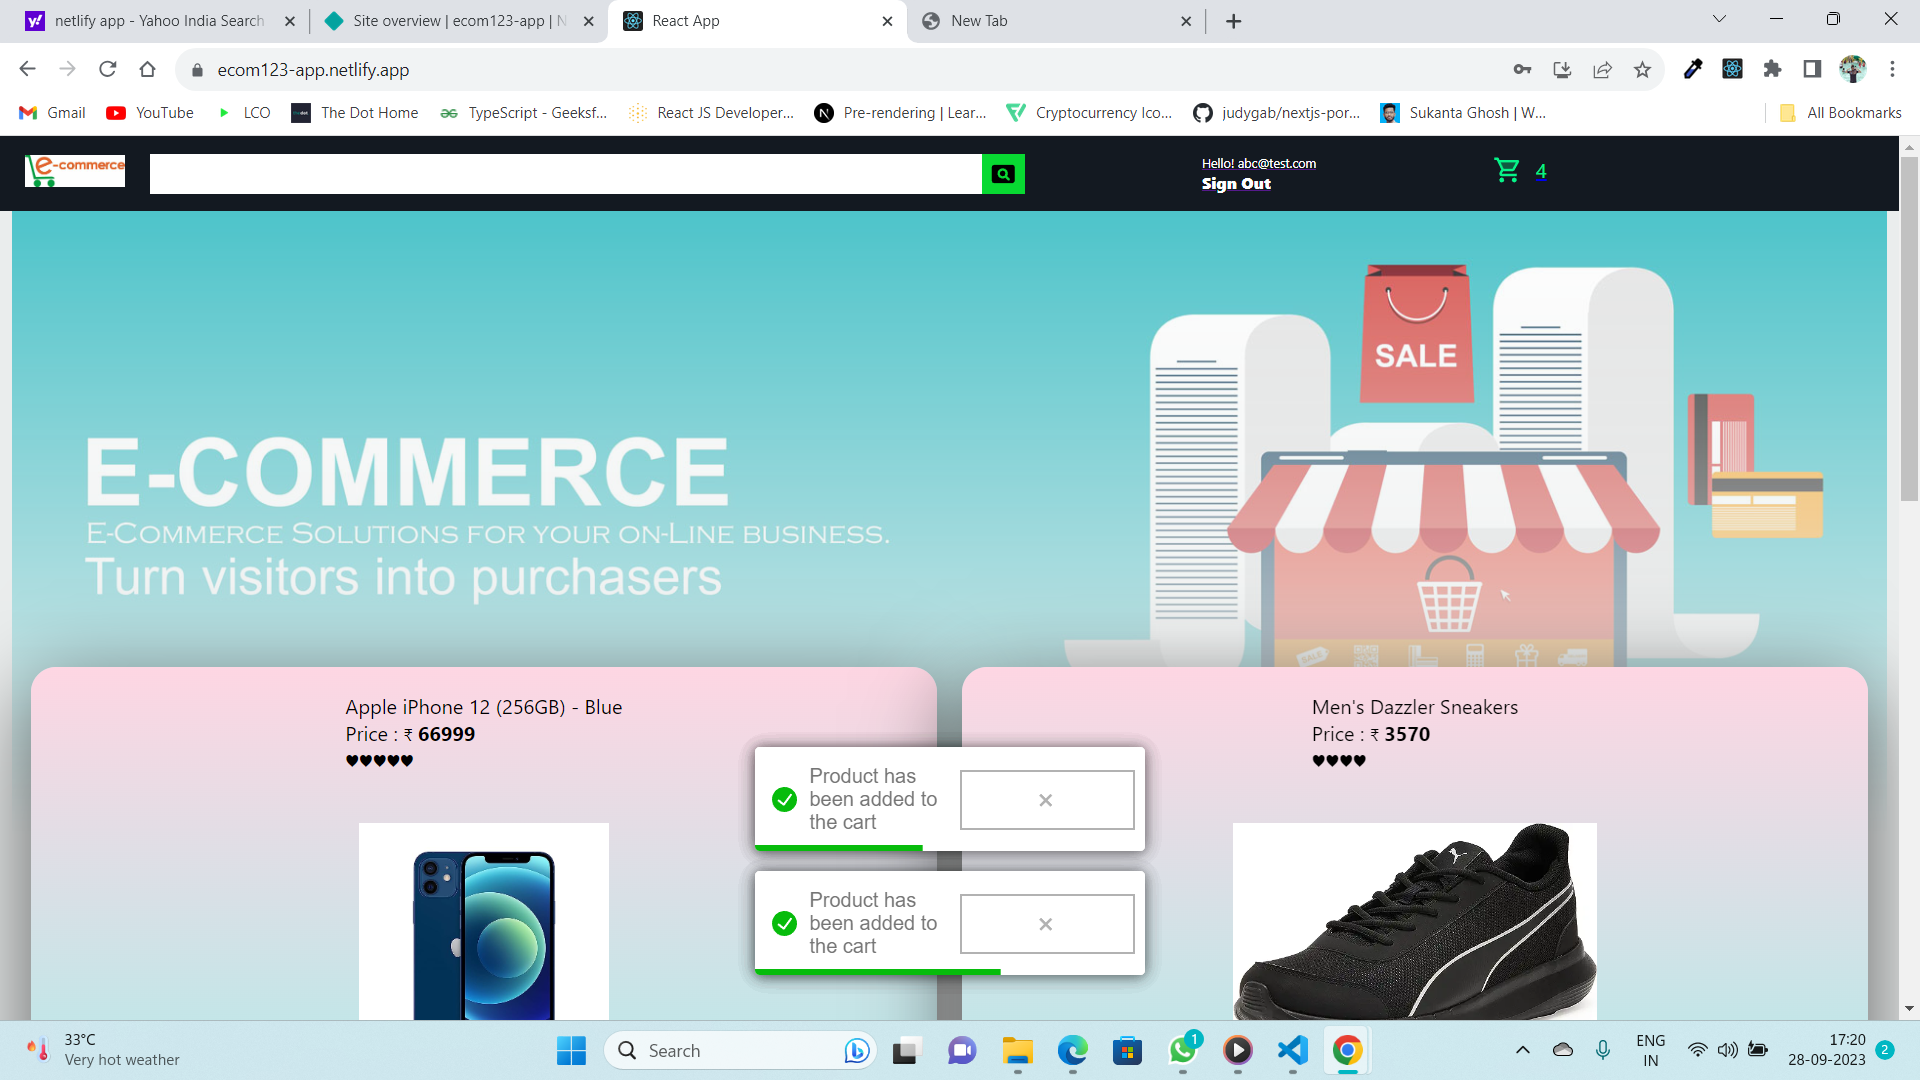 netlify app - Yahoo India Search
Site overview | ecom123-app | N
React App
New Tab
ecom123-app.netlify.app
Gmail
YouTube
LCO
The Dot Home
TypeScript - Geeksf...
React JS Developer...
Pre-rendering | Lear...
Cryptocurrency Ico...
judygab/nextjs-por...
Sukanta Ghosh | W...
All Bookmarks
e-commerce
Hello! abc@test.com
Sign Out
4
SALE
E-COMMERCE
E-COMMERCE SOLUTIONS FOR YOUR ON-LINE BUSINESS.
Turn visitors into purchasers
SALE
Apple iPhone 12 (256GB) - Blue
Price : ₹ 66999
Men's Dazzler Sneakers
Price : ₹ 3570
Product has
been added to
the cart
Product has
been added to
the cart
33°C
Very hot weather
Search
1
ENG
IN
17:20
28-09-2023
2